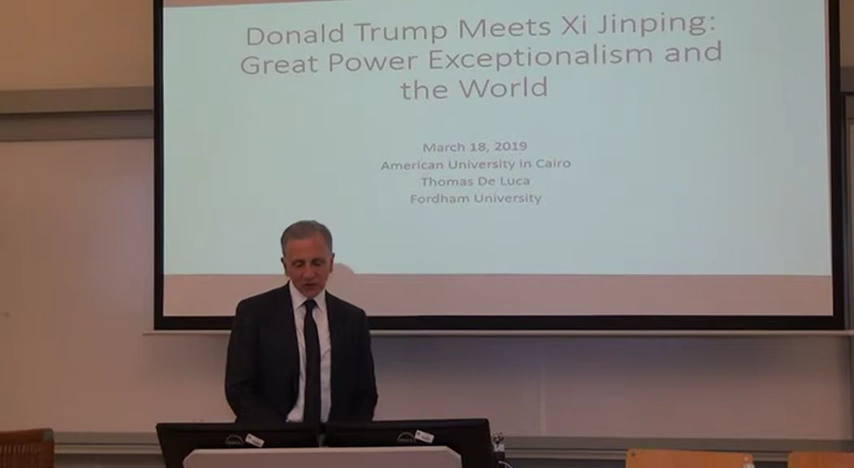 Donald Trump Meets Xi Jinping:
Great Power Exceptionalism and
the World
March 18, 2019
American University in Cairo
Thomas De Luca
Fordham University